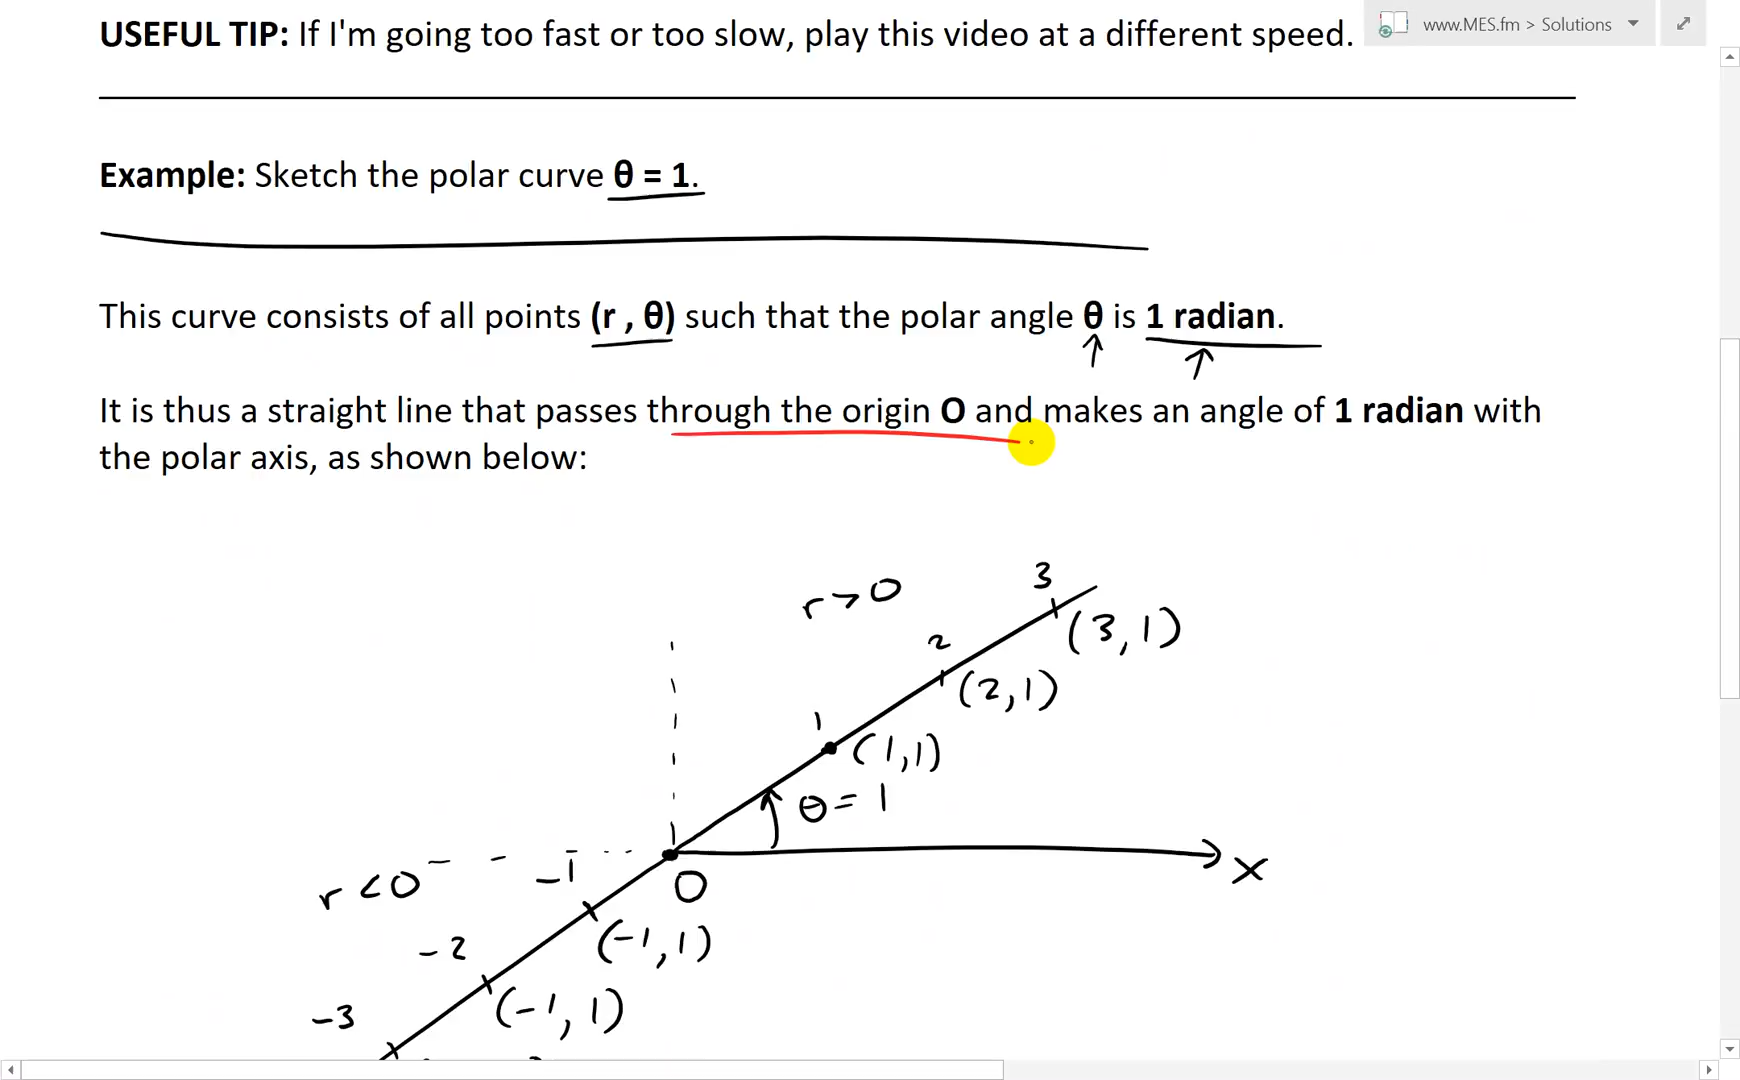 USEFUL TIP: If I'm going too fast or too slow, play this video at a different speed.
www.MES.fm > Solutions
Example: Sketch the polar curve θ = 1.
This curve consists of all points (r , θ) such that the polar angle θ is 1 radian.
It is thus a straight line that passes through the origin O and makes an angle of 1 radian with
the polar axis, as shown below:
3
r > 0
(3, 1)
2
(2, 1)
1
(1, 1)
θ = 1
-1
O
X
r < 0
(-1, 1)
-2
(-1, 1)
-3